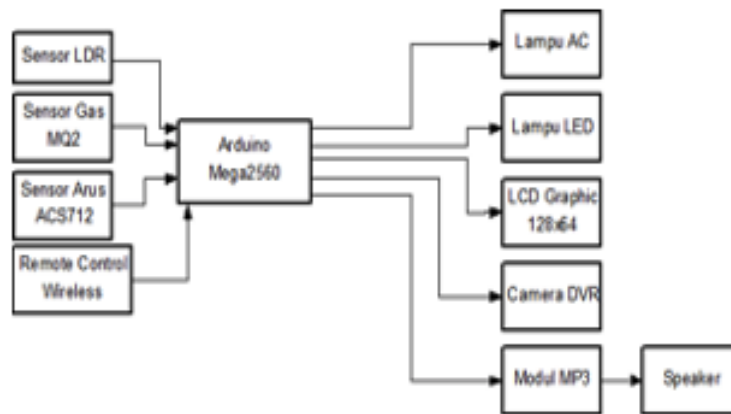 Sensor LDR
Sensor Gas
MQ2
Sensor Arus
ACS712
Remote Control
Wireless
Arduino
Mega2560
Lampu AC
Lampu LED
LCD Graphic
128x64
Camera DVR
Modul MP3
Speaker